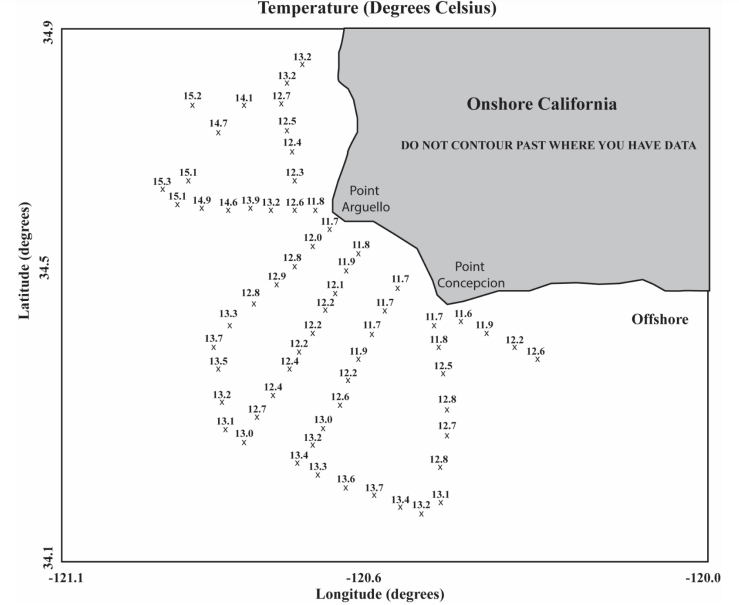 Temperature (Degrees Celsius)
34.9
13.2
13.2
15.2 14.1 12.7
Onshore California
14.7 12.5
12.4
DO NOT CONTOUR PAST WHERE YOU HAVE DATA
15.3 15.1 12.3
15.1 14.9 14.6 13.9 13.2 12.6 11.8
Point
Arguello
11.7
12.0 11.8
12.8 11.9
34.5
Point
Concepcion
12.9 12.1 11.7
12.8 12.2 11.7
13.3 12.2 11.7 11.7 11.6 11.9
Offshore
13.7 12.2 11.9 11.8 12.2 12.6
13.5 12.4 12.2 12.5
13.2 12.4 12.6 12.8
13.1 12.7 13.0 12.7
13.0 13.2
13.4 13.3 12.8
13.6 13.7 13.4 13.2 13.1
34.1
Latitude (degrees)
-121.1 -120.6 -120.0
Longitude (degrees)